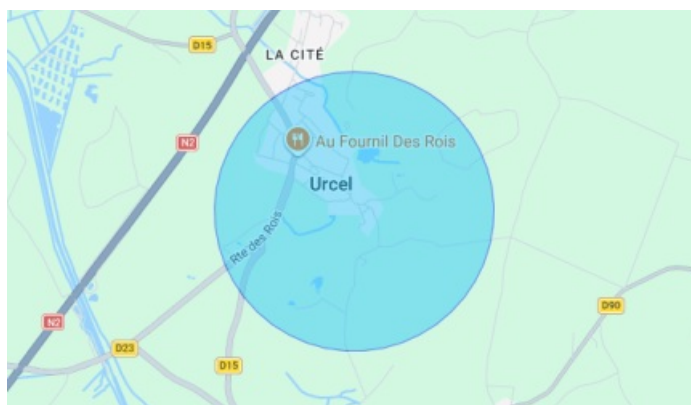 D15
LA CITÉ
N2
Au Fournil Des Rois
Urcel
Rte des Rois
D90
N2
D23
D15